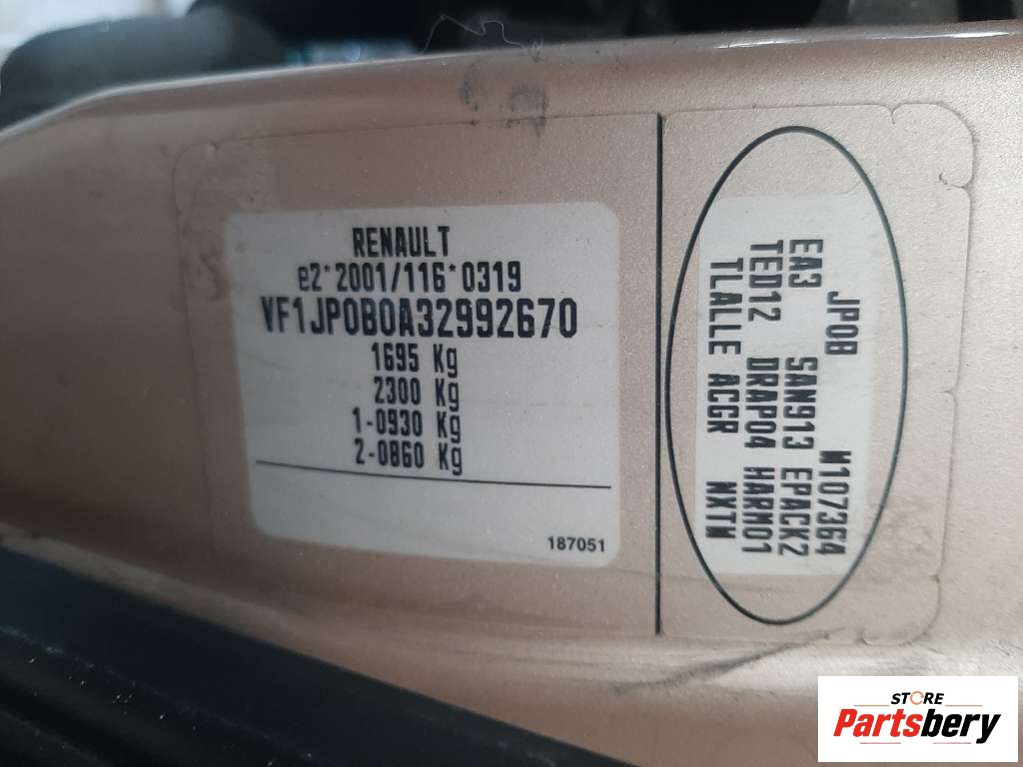 RENAULT
e2*2001/116*0319
VF1JP0B0A32992670
1695 Kg
2300 Kg
1-0930 Kg
2-0860 Kg
187051
JP0B M107364
EA3 SAN913 EPACK2
TED12 DRAP04 HARM01
TLALLE ACGR NXTM
STORE
Partsbery